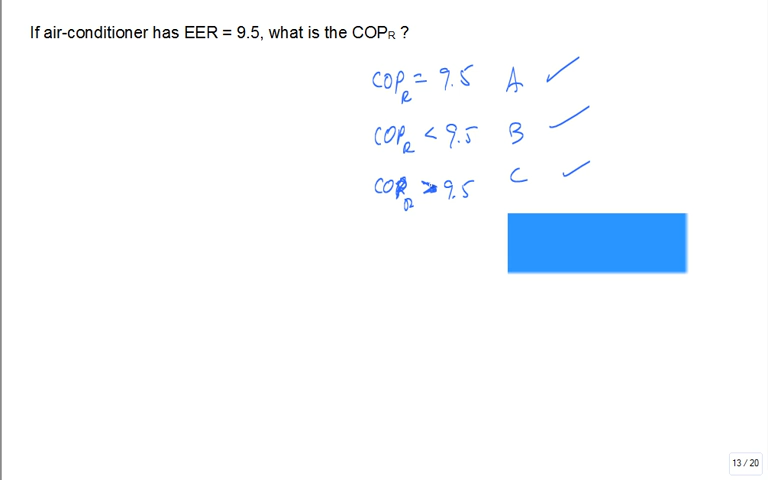 If air-conditioner has EER = 9.5, what is the COPR ?
COPR = 9.5 A
COPR < 9.5 B
COPR > 9.5 C
13 / 20